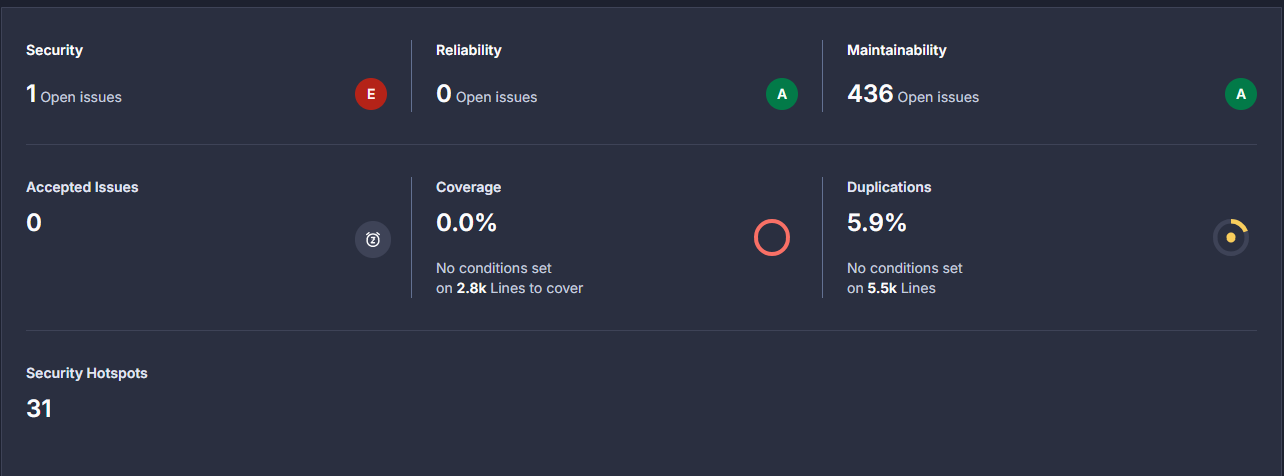 Security
1 Open issues
E
Reliability
0 Open issues
A
Maintainability
436 Open issues
A
Accepted Issues
0
Coverage
0.0%
No conditions set
on 2.8k Lines to cover
Duplications
5.9%
No conditions set
on 5.5k Lines
Security Hotspots
31